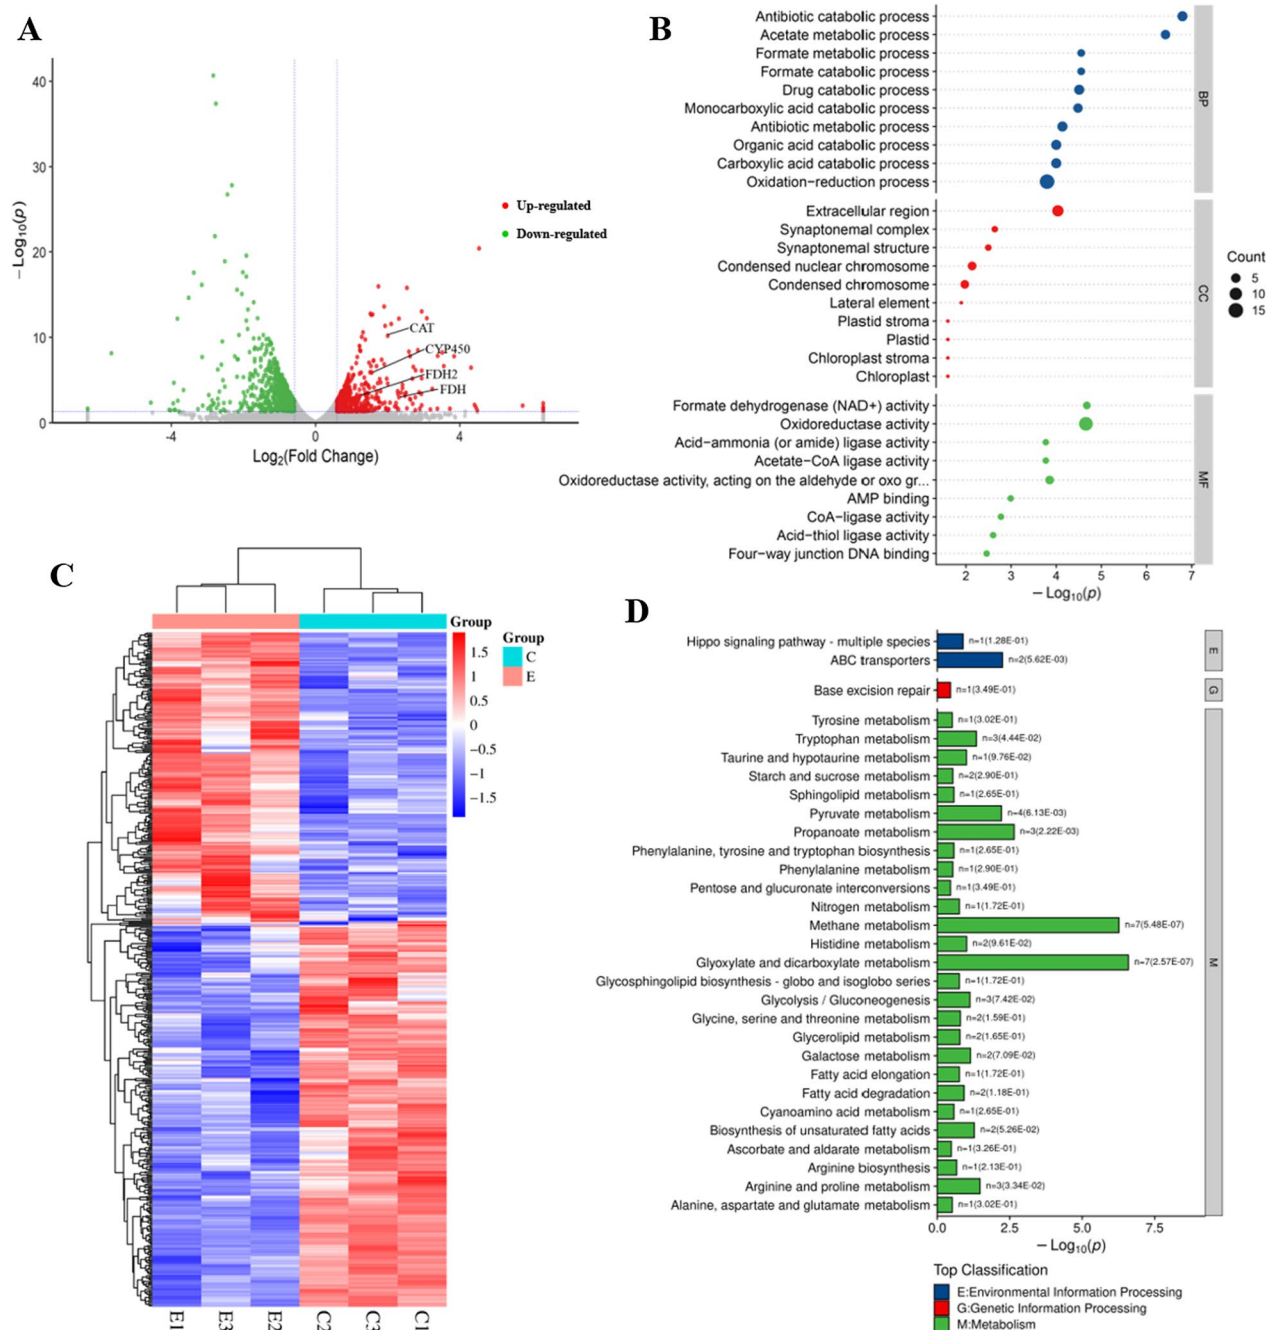 A
40
30
20
10
0
-4
0
4
−Log10(p)
Log2(Fold Change)
Up-regulated
Down-regulated
CAT
CYP450
FDH2
FDH
B
Antibiotic catabolic process
Acetate metabolic process
Formate metabolic process
Formate catabolic process
Drug catabolic process
Monocarboxylic acid catabolic process
Antibiotic metabolic process
Organic acid catabolic process
Carboxylic acid catabolic process
Oxidation−reduction process
BP
Extracellular region
Synaptonemal complex
Synaptonemal structure
Condensed nuclear chromosome
Condensed chromosome
Lateral element
Plastid stroma
Plastid
Chloroplast stroma
Chloroplast
CC
Formate dehydrogenase (NAD+) activity
Oxidoreductase activity
Acid−ammonia (or amide) ligase activity
Acetate−CoA ligase activity
Oxidoreductase activity, acting on the aldehyde or oxo gr...
AMP binding
CoA−ligase activity
Acid−thiol ligase activity
Four−way junction DNA binding
MF
2 3 4 5 6 7
−Log10(p)
Count
5
10
15
C
Group
1.5
1
0.5
0
−0.5
−1
−1.5
Group
C
E
E1 E3 E2 C2 C3 C1
D
Hippo signaling pathway - multiple species n=1(1.28E-01)
ABC transporters n=2(5.62E-03)
E
Base excision repair n=1(3.49E-01)
G
Tyrosine metabolism n=1(3.02E-01)
Tryptophan metabolism n=3(4.44E-02)
Taurine and hypotaurine metabolism n=1(9.76E-02)
Starch and sucrose metabolism n=2(2.90E-01)
Sphingolipid metabolism n=1(2.65E-01)
Pyruvate metabolism n=4(6.13E-03)
Propanoate metabolism n=3(2.22E-03)
Phenylalanine, tyrosine and tryptophan biosynthesis n=1(2.65E-01)
Phenylalanine metabolism n=1(2.90E-01)
Pentose and glucuronate interconversions n=1(3.49E-01)
Nitrogen metabolism n=1(1.72E-01)
Methane metabolism n=7(5.48E-07)
Histidine metabolism n=2(9.61E-02)
Glyoxylate and dicarboxylate metabolism n=7(2.57E-07)
Glycosphingolipid biosynthesis - globo and isoglobo series n=1(1.72E-01)
Glycolysis / Gluconeogenesis n=3(7.42E-02)
Glycine, serine and threonine metabolism n=2(1.59E-01)
Glycerolipid metabolism n=2(1.65E-01)
Galactose metabolism n=2(7.09E-02)
Fatty acid elongation n=1(1.72E-01)
Fatty acid degradation n=2(1.18E-01)
Cyanoamino acid metabolism n=1(2.65E-01)
Biosynthesis of unsaturated fatty acids n=2(5.26E-02)
Ascorbate and aldarate metabolism n=1(3.26E-01)
Arginine biosynthesis n=1(2.13E-01)
Arginine and proline metabolism n=3(3.34E-02)
Alanine, aspartate and glutamate metabolism n=1(3.02E-01)
M
0.0 2.5 5.0 7.5
−Log10(p)
Top Classification
E:Environmental Information Processing
G:Genetic Information Processing
M:Metabolism